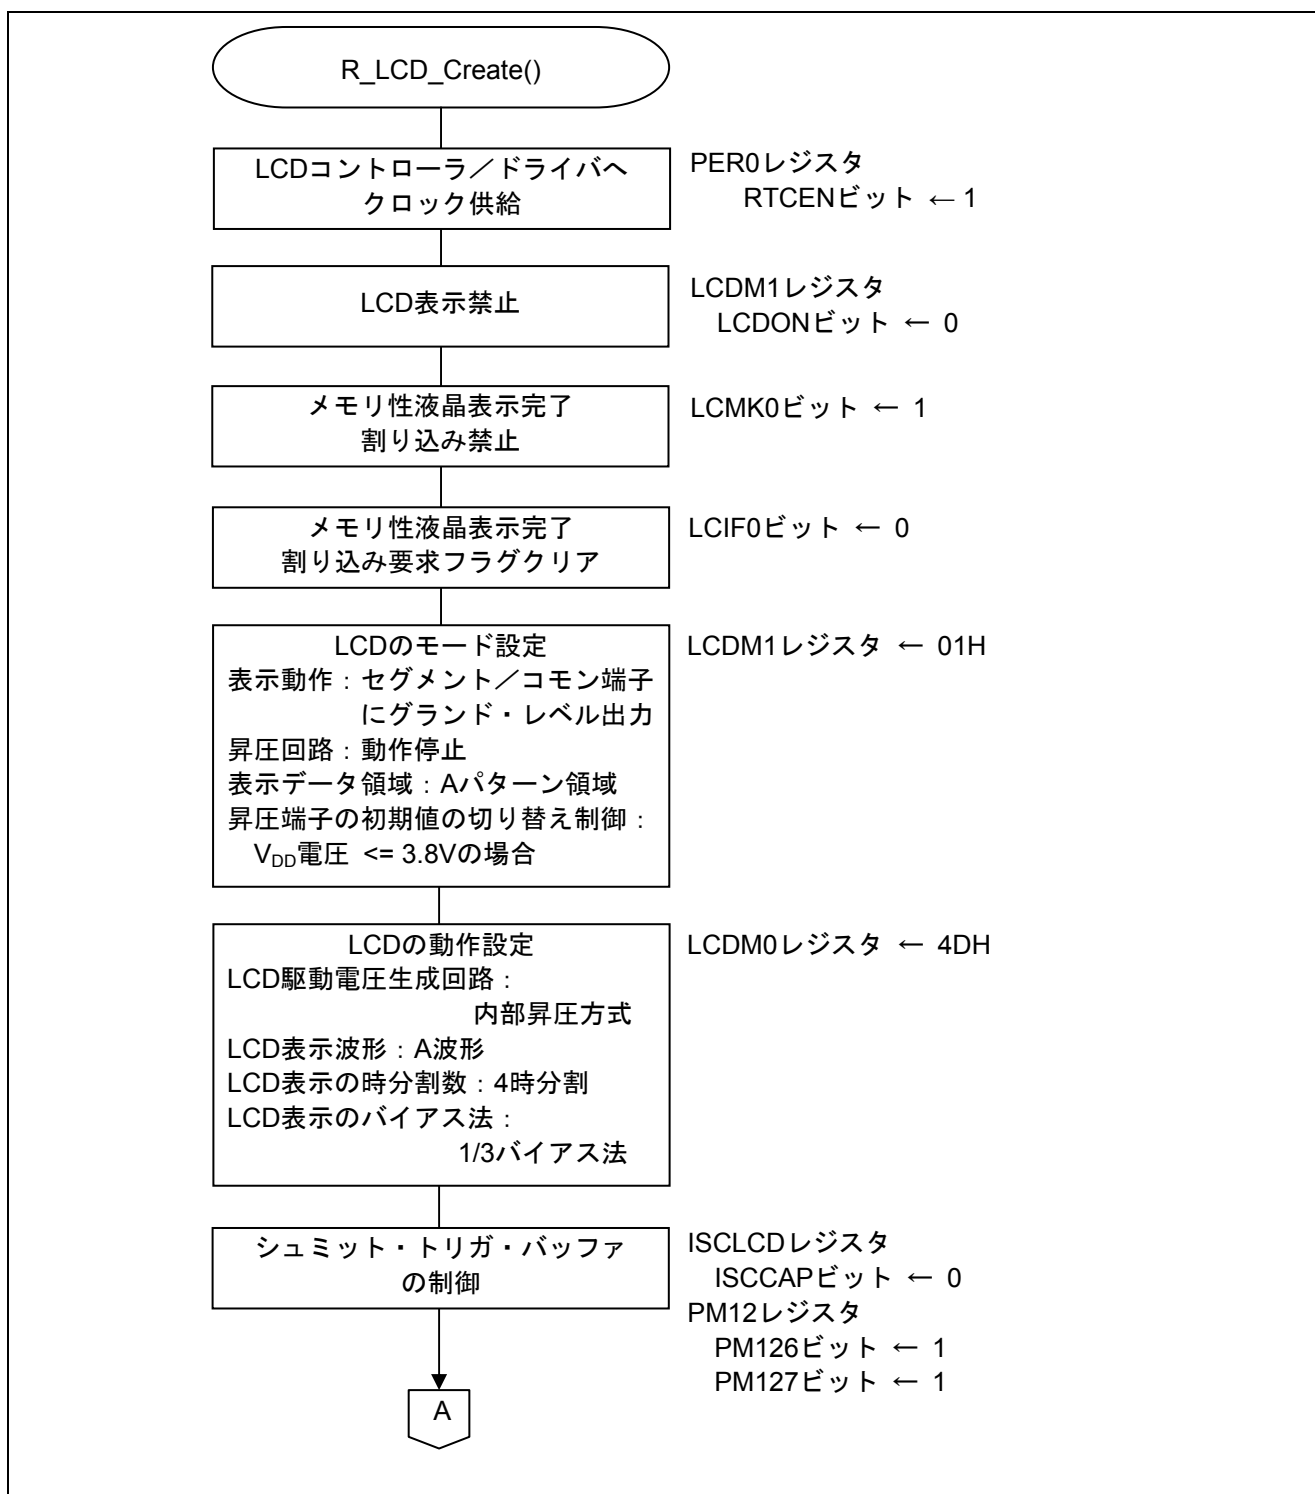 R_LCD_Create()
LCDコントローラ／ドライバへ
クロック供給
PER0レジスタ
RTCENビット ← 1
LCD表示禁止
LCDM1レジスタ
LCDONビット ← 0
メモリ性液晶表示完了
割り込み禁止
LCMK0ビット ← 1
メモリ性液晶表示完了
割り込み要求フラグクリア
LCIF0ビット ← 0
LCDのモード設定
表示動作：セグメント／コモン端子
にグランド・レベル出力
昇圧回路：動作停止
表示データ領域：Aパターン領域
昇圧端子の初期値の切り替え制御：
VDD電圧 <= 3.8Vの場合
LCDM1レジスタ ← 01H
LCDの動作設定
LCD駆動電圧生成回路：
内部昇圧方式
LCD表示波形：A波形
LCD表示の時分割数：4時分割
LCD表示のバイアス法：
1/3バイアス法
LCDM0レジスタ ← 4DH
シュミット・トリガ・バッファ
の制御
ISCLCDレジスタ
ISCCAPビット ← 0
PM12レジスタ
PM126ビット ← 1
PM127ビット ← 1
A